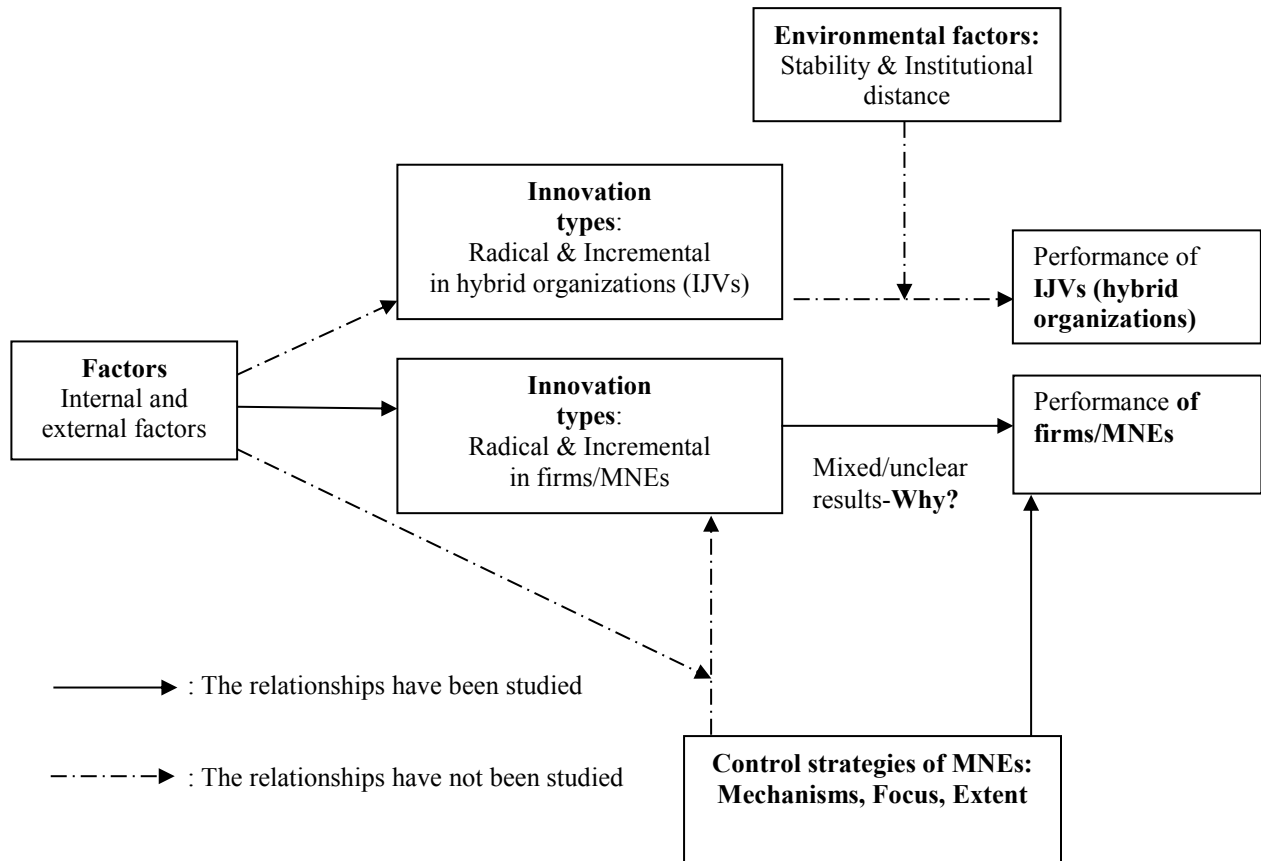 Environmental factors:
Stability & Institutional
distance
Innovation
types:
Radical & Incremental
in hybrid organizations (IJVs)
Performance of
IJVs (hybrid
organizations)
Factors
Internal and
external factors
Innovation
types:
Radical & Incremental
in firms/MNEs
Performance of
firms/MNEs
Mixed/unclear
results-Why?
: The relationships have been studied
: The relationships have not been studied
Control strategies of MNEs:
Mechanisms, Focus, Extent